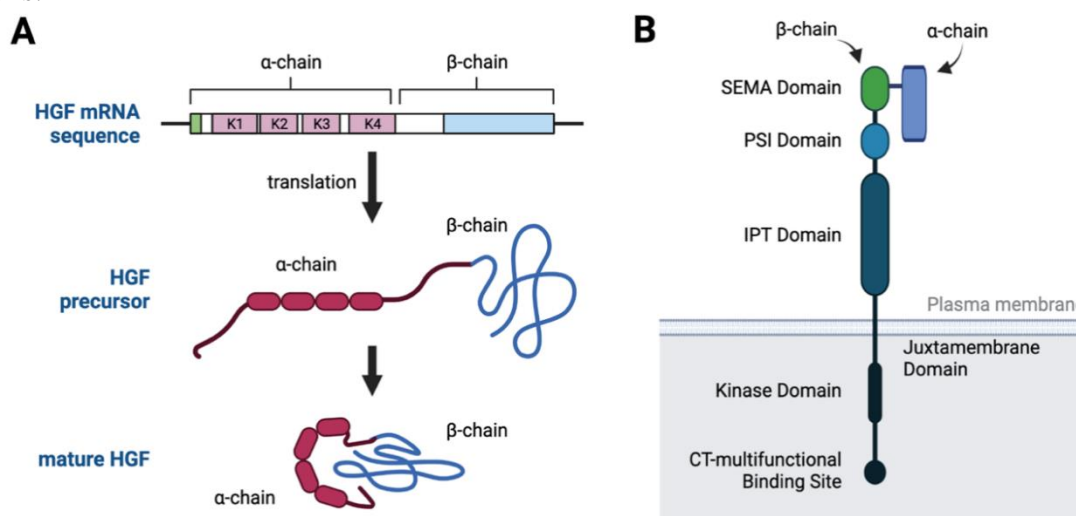 A
α-chain
β-chain
HGF mRNA
sequence
K1 K2 K3 K4
translation
β-chain
α-chain
HGF
precursor
β-chain
mature HGF
α-chain
B
β-chain
α-chain
SEMA Domain
PSI Domain
IPT Domain
Plasma membrane
Juxtamembrane
Domain
Kinase Domain
CT-multifunctional
Binding Site